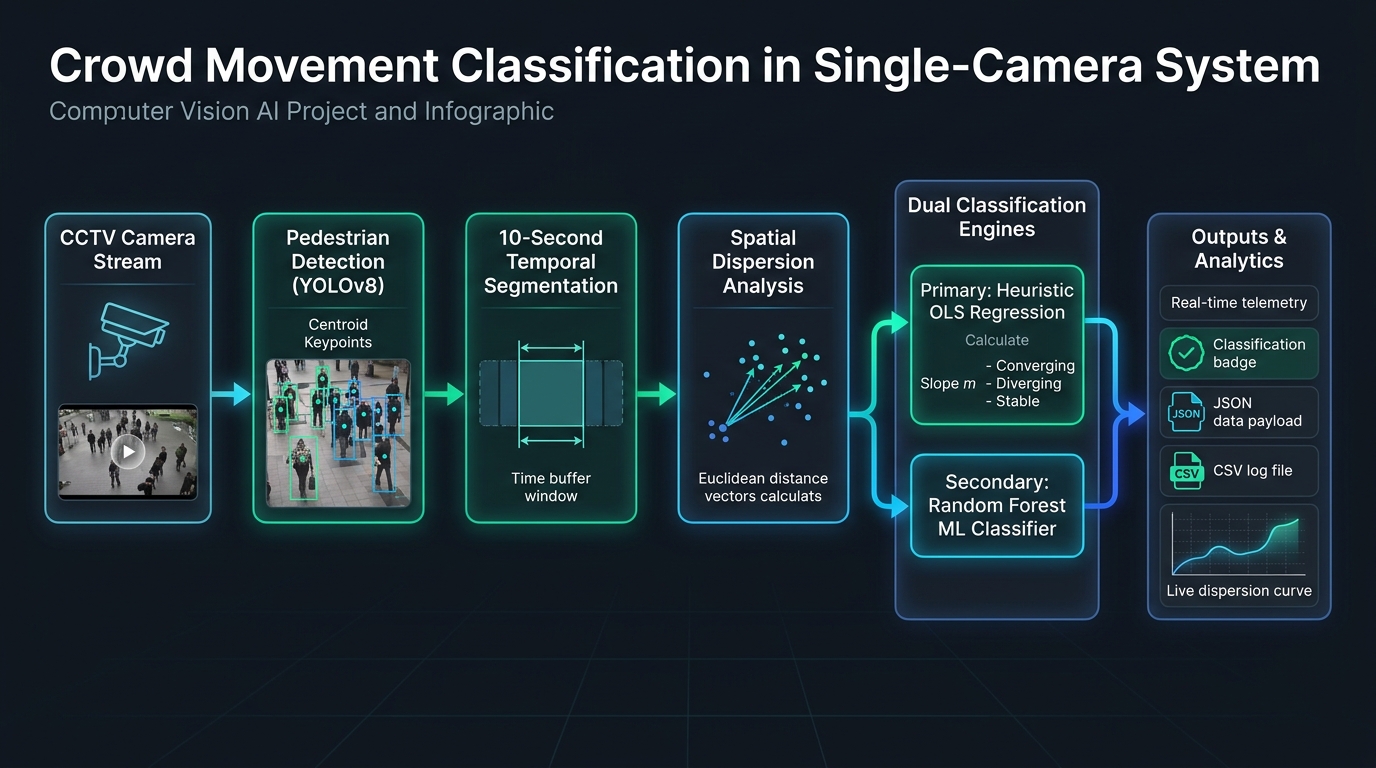 Crowd Movement Classification in Single-Camera System
Computer Vision AI Project and Infographic
CCTV Camera
Stream
Pedestrian
Detection
(YOLOv8)
Centroid
Keypoints
10-Second
Temporal
Segmentation
Time buffer
window
Spatial
Dispersion
Analysis
Euclidean distance
vectors calculats
Dual Classification
Engines
Primary: Heuristic
OLS Regression
Calculate
Slope m
- Converging
- Diverging
- Stable
Secondary:
Random Forest
ML Classifier
Outputs &
Analytics
Real-time telemetry
Classification
badge
JSON
JSON
data payload
CSV
CSV log file
Live dispersion curve